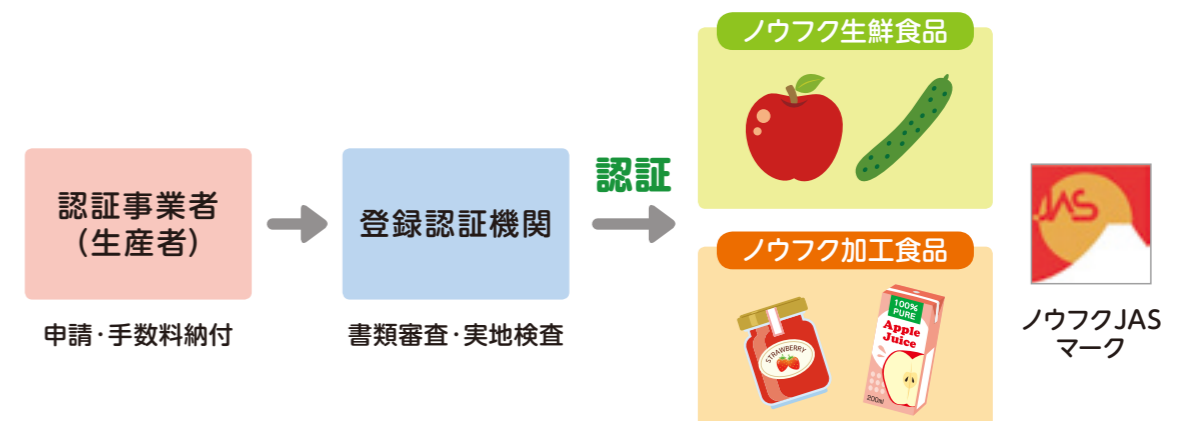 認証事業者
(生産者)
申請・手数料納付
登録認証機関
書類審査・実地検査
認証
ノウフク生鮮食品
ノウフク加工食品
STRAWBERRY
100%
PURE
Apple
Juice
200ml
JAS
ノウフクJAS
マーク